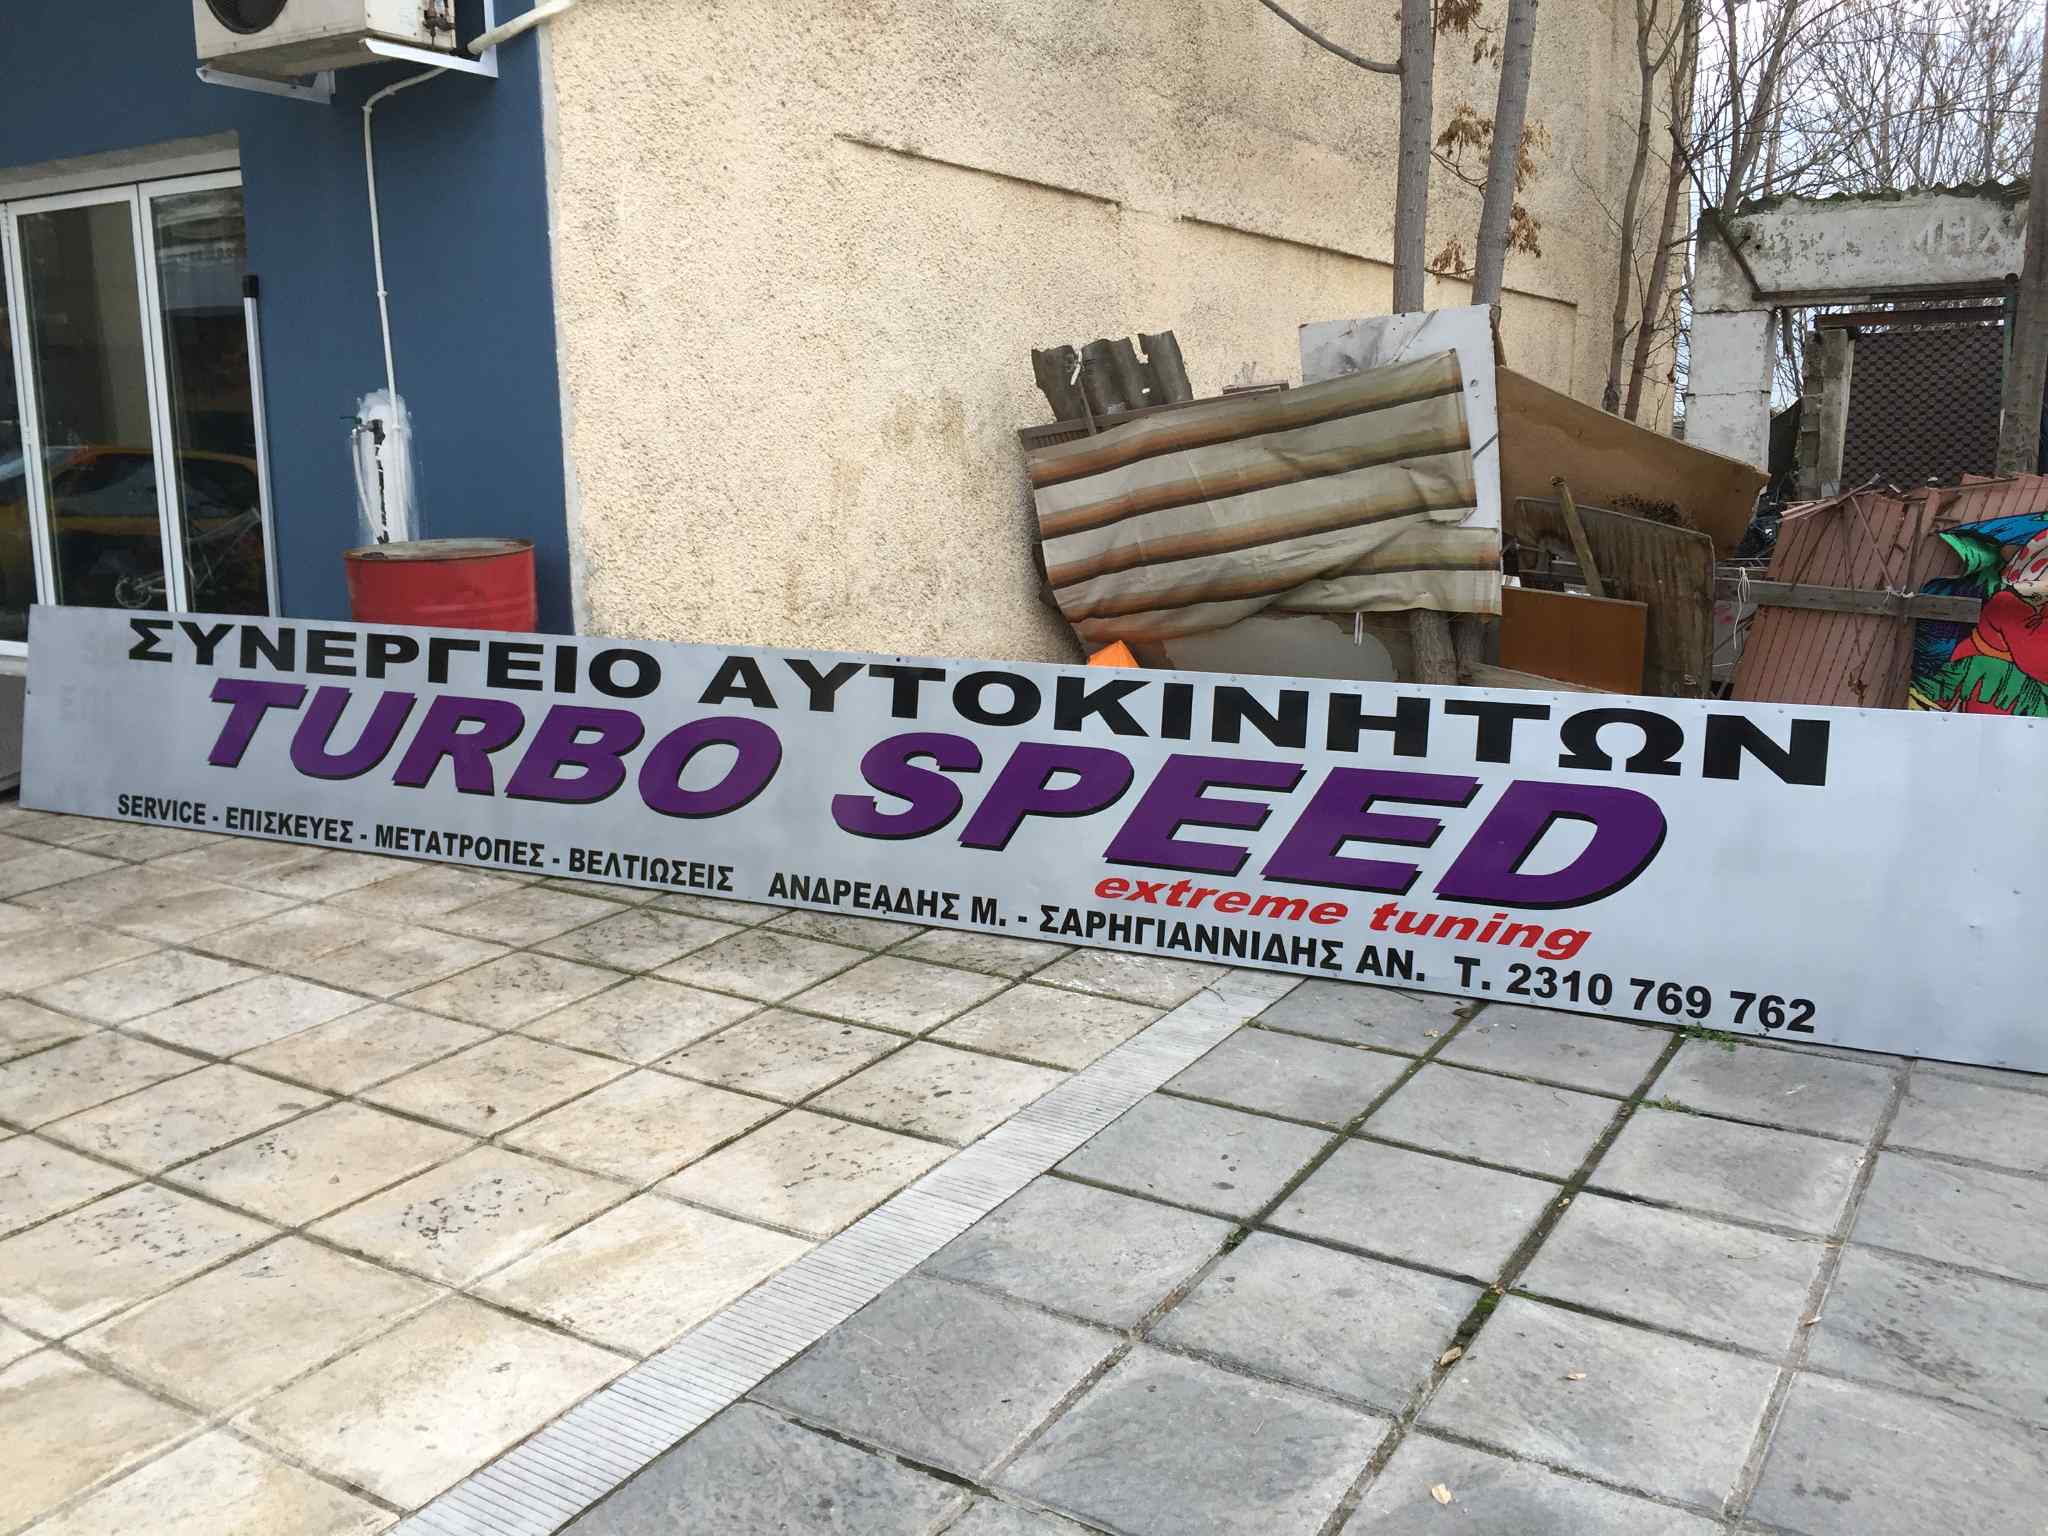 ΣΥΝΕΡΓΕΙΟ ΑΥΤΟΚΙΝΗΤΩΝ
TURBO SPEED
extreme tuning
SERVICE - ΕΠΙΣΚΕΥΕΣ - ΜΕΤΑΤΡΟΠΕΣ - ΒΕΛΤΙΩΣΕΙΣ ΑΝΔΡΕΑΔΗΣ Μ. - ΣΑΡΗΓΙΑΝΝΙΔΗΣ ΑΝ. Τ. 2310 769 762